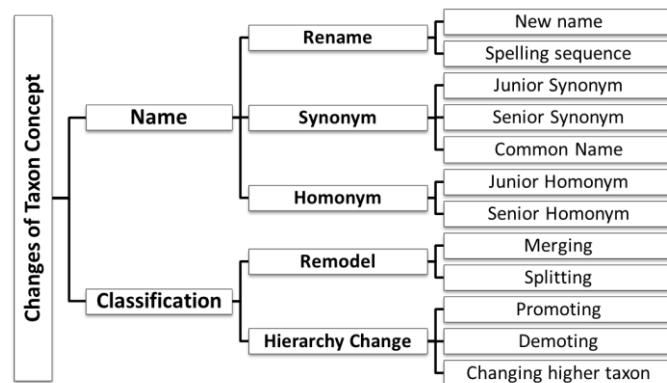 Changes of Taxon Concept
Name
Rename
New name
Spelling sequence
Synonym
Junior Synonym
Senior Synonym
Common Name
Homonym
Junior Homonym
Senior Homonym
Classification
Remodel
Merging
Splitting
Hierarchy Change
Promoting
Demoting
Changing higher taxon